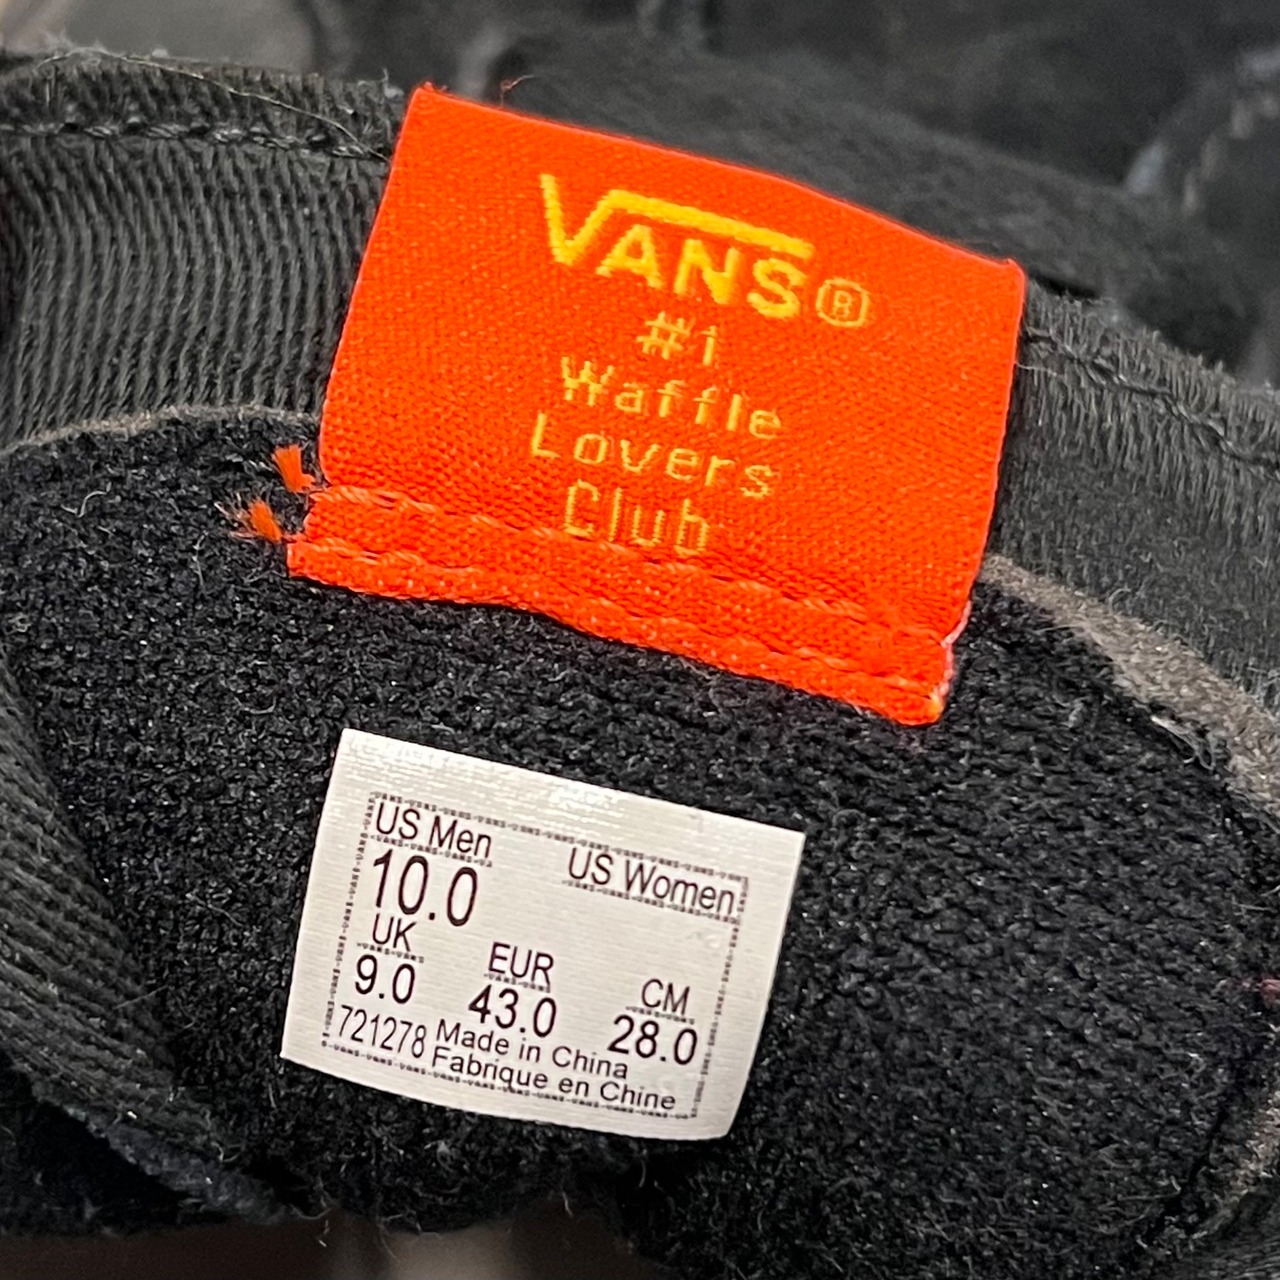 VANS®
#1
Waffle
Lovers
Club
US Men
US Women
10.0
UK
EUR
CM
9.0
43.0
28.0
721278
Made in China
Fabrique en Chine